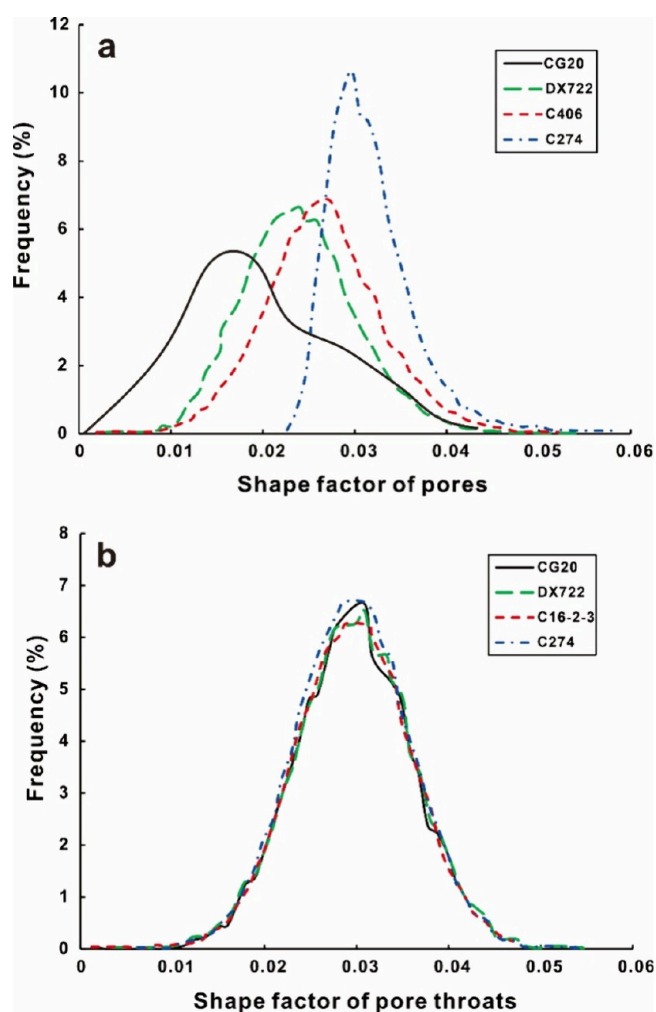 a
12
10
8
6
4
2
0
Frequency (%)
CG20
DX722
C406
C274
0 0.01 0.02 0.03 0.04 0.05 0.06
Shape factor of pores
b
8
7
6
5
4
3
2
1
0
Frequency (%)
CG20
DX722
C16-2-3
C274
0 0.01 0.02 0.03 0.04 0.05 0.06
Shape factor of pore throats